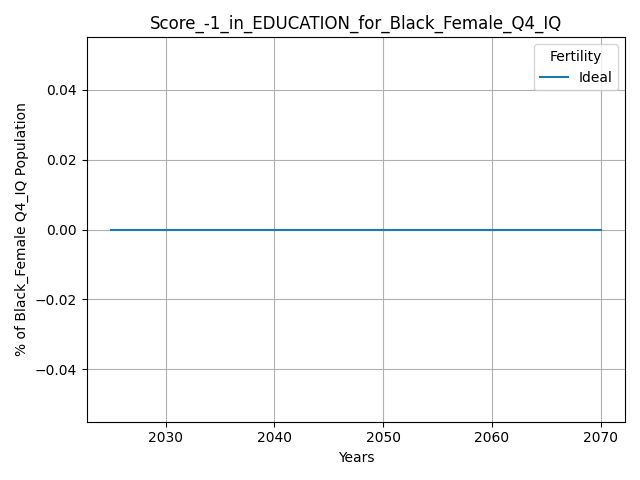 Score_-1_in_EDUCATION_for_Black_Female_Q4_IQ
Fertility
Ideal
% of Black_Female Q4_IQ Population
0.04
0.02
0.00
−0.02
−0.04
2030 2040 2050 2060 2070
Years